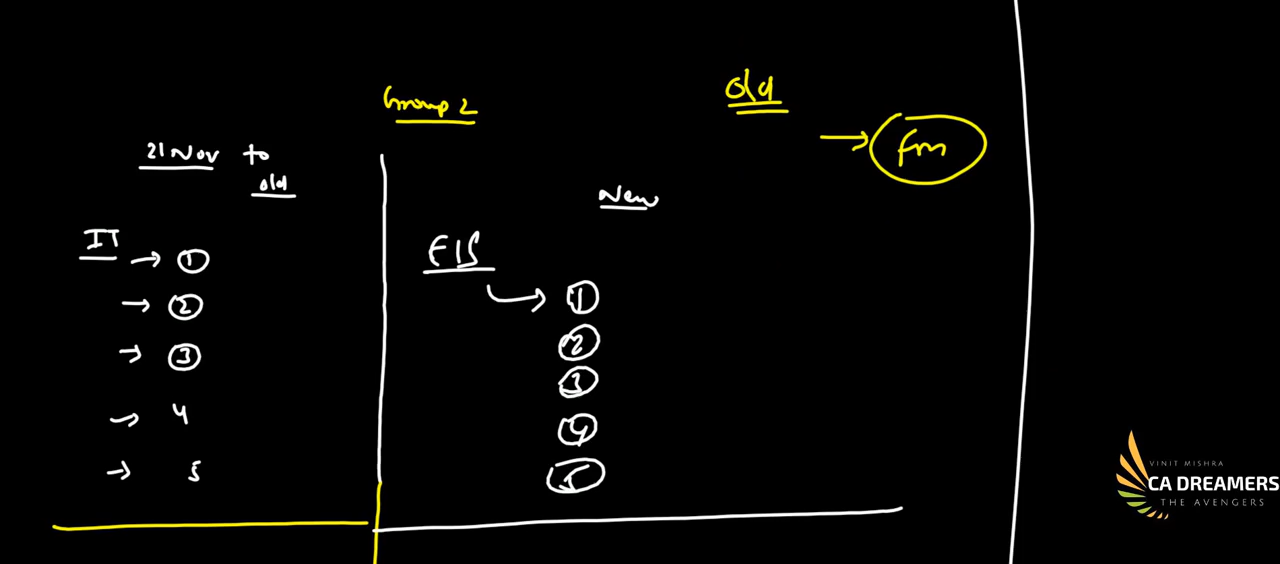 Group 2
old
fm
21 Nov to
old
New
IT → ①
→ ②
→ ③
→ 4
→ 5
EIS
→ ①
②
③
④
⑤
VINIT MISHRA
CA DREAMERS
THE AVENGERS